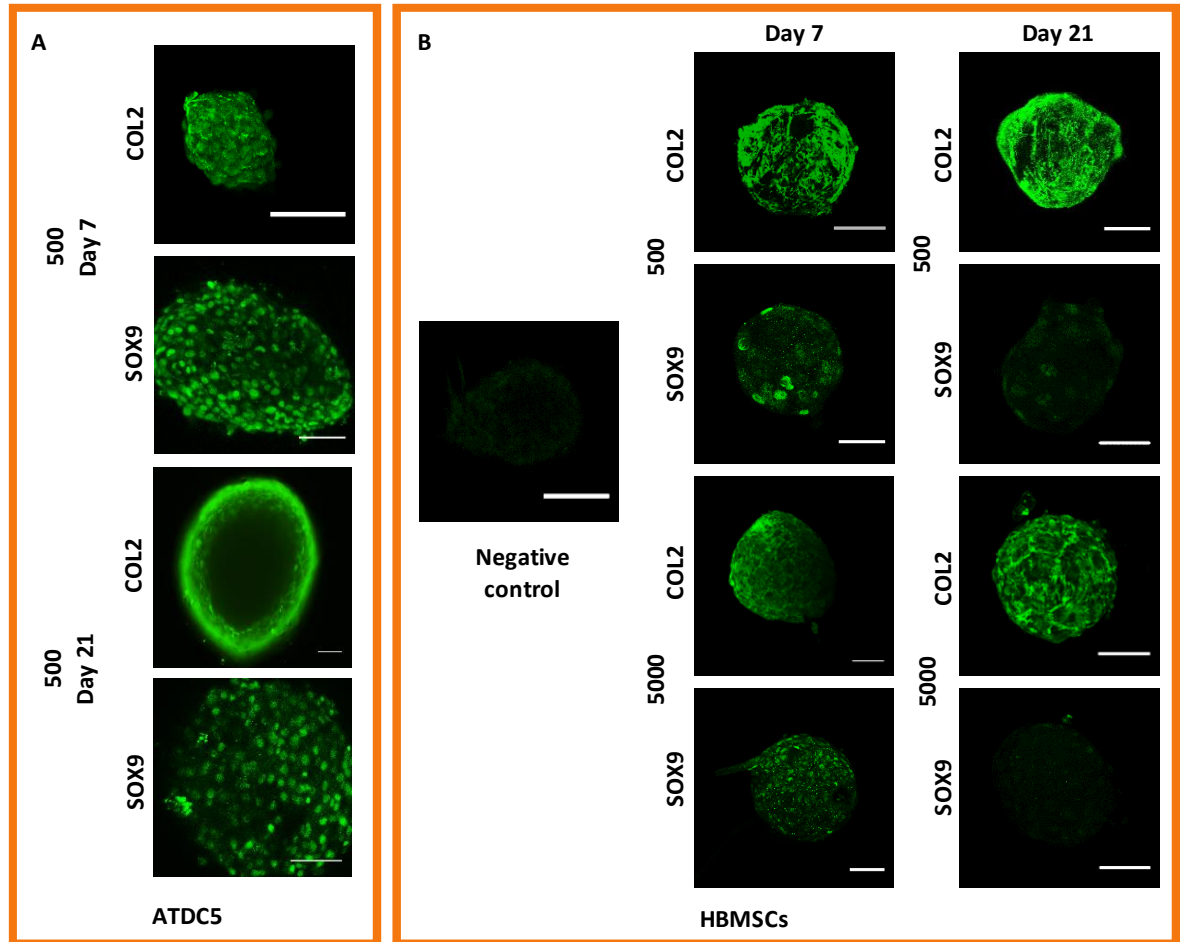 A
COL2
500
Day 7
SOX9
COL2
500
Day 21
SOX9
ATDC5
B
Day 7
Day 21
COL2
COL2
500
500
SOX9
SOX9
Negative
control
COL2
COL2
5000
5000
SOX9
SOX9
HBMSCs